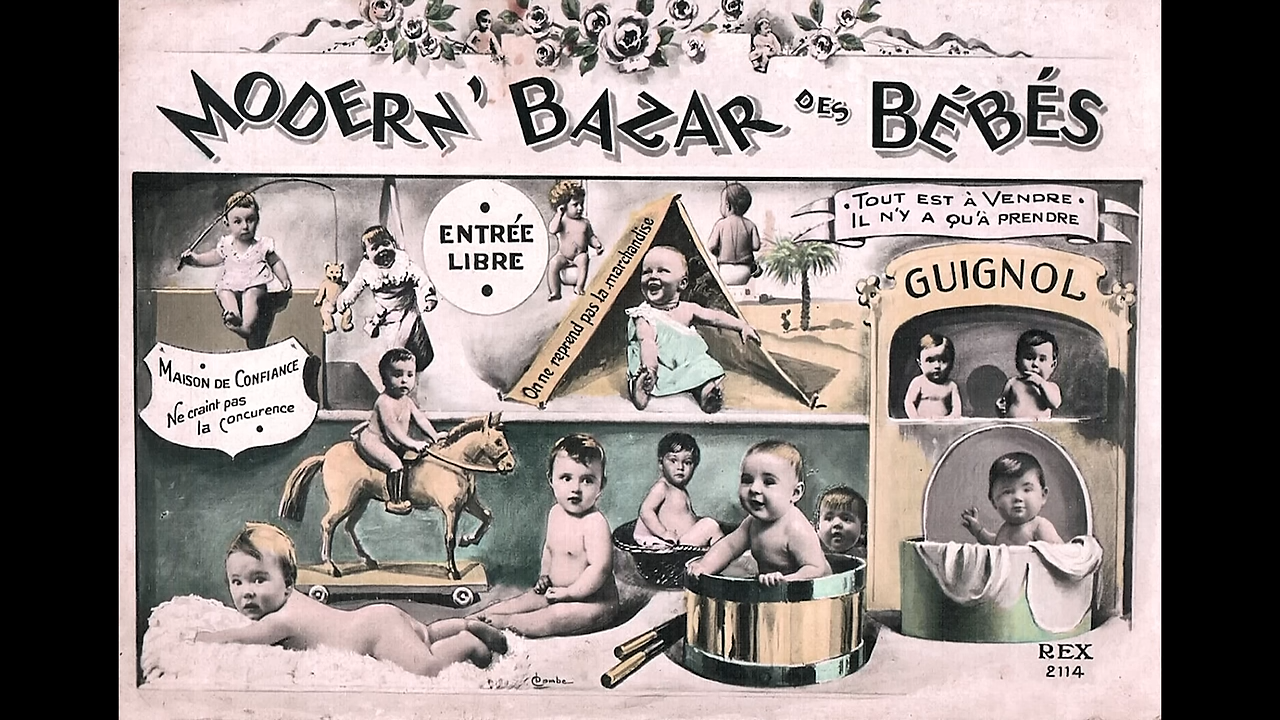 MODERN' BAZAR DES BÉBÉS
ENTRÉE
LIBRE
On ne reprend pas la marchandise
• TOUT EST À VENDRE •
IL N'Y A QU'À PRENDRE
GUIGNOL
MAISON DE CONFIANCE
Ne craint pas
la concurence
REX
2114